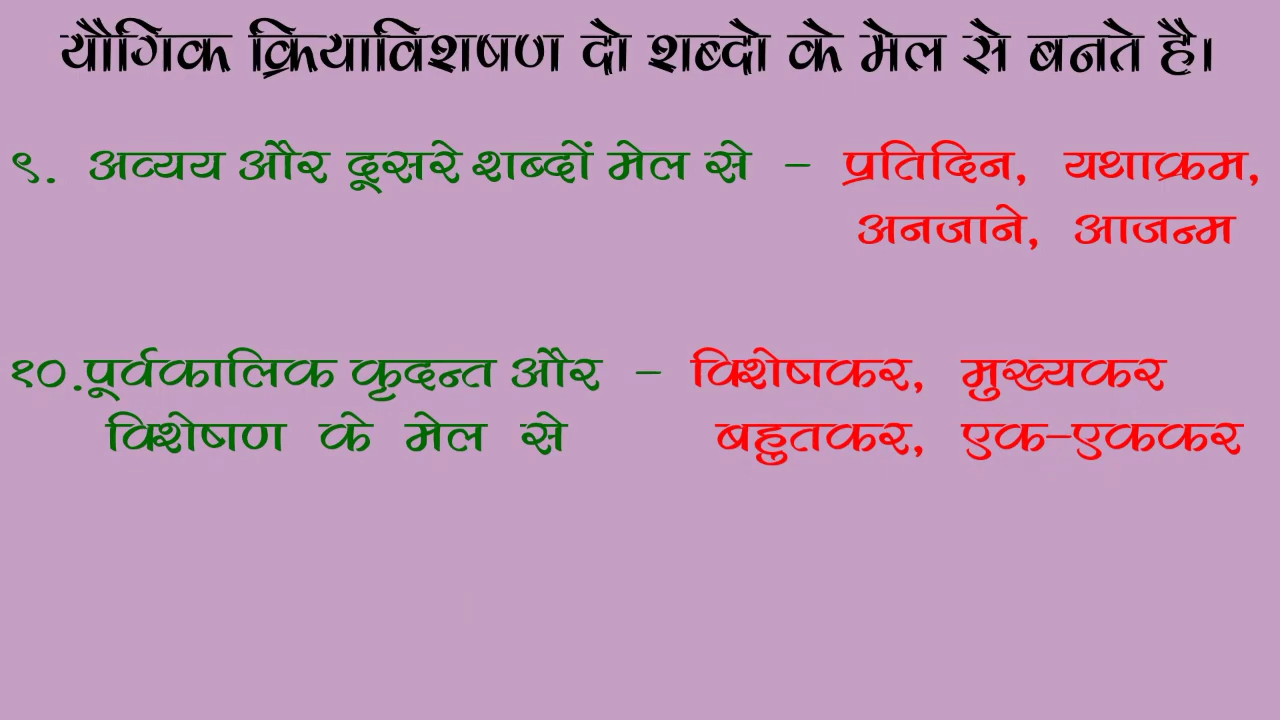 यौगिक क्रियाविशषण दो शब्दो के मेल से बनते है।
९. अव्यय और दूसरे शब्दों मेल से - प्रतिदिन, यथाक्रम,
अनजाने, आजन्म
१०.पूर्वकालिक कृदन्त और - विशेषकर, मुख्यकर
विशेषण के मेल से बहुतकर, एक-एककर